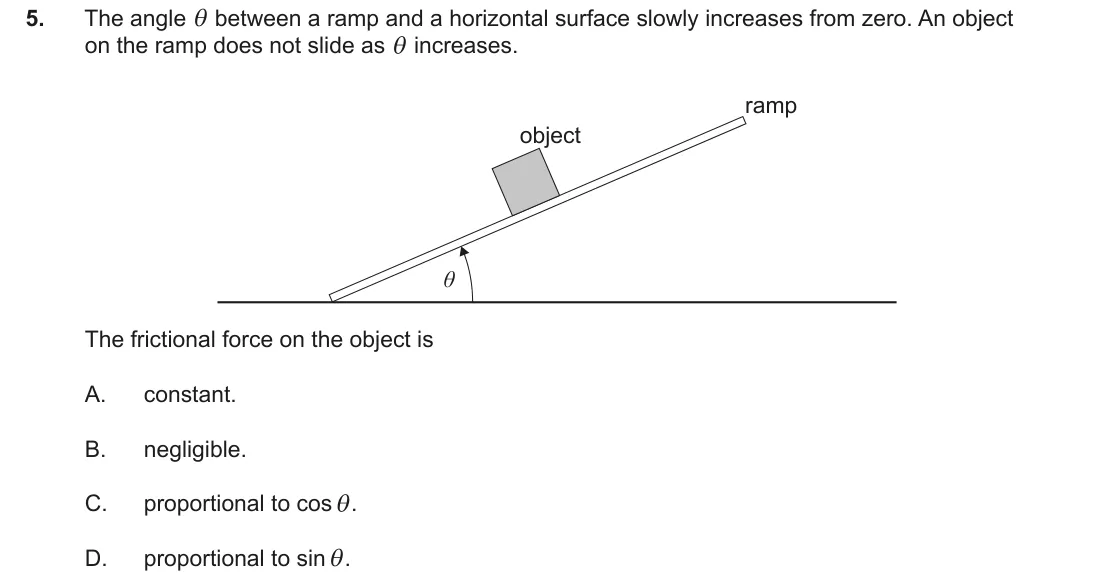 5. The angle θ between a ramp and a horizontal surface slowly increases from zero. An object
on the ramp does not slide as θ increases.
ramp
object
θ
The frictional force on the object is
A. constant.
B. negligible.
C. proportional to cos θ.
D. proportional to sin θ.